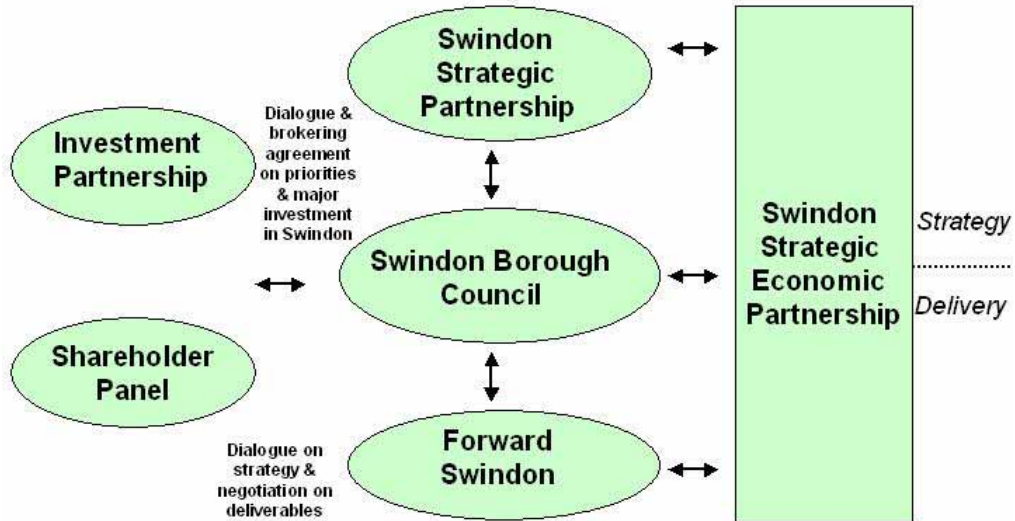 Swindon
Strategic
Partnership
Dialogue &
brokering
agreement
on priorities
& major
investment
in Swindon
Investment
Partnership
Swindon Borough
Council
Swindon
Strategic
Economic
Partnership
Strategy
Delivery
Shareholder
Panel
Forward
Swindon
Dialogue on
strategy &
negotiation on
deliverables